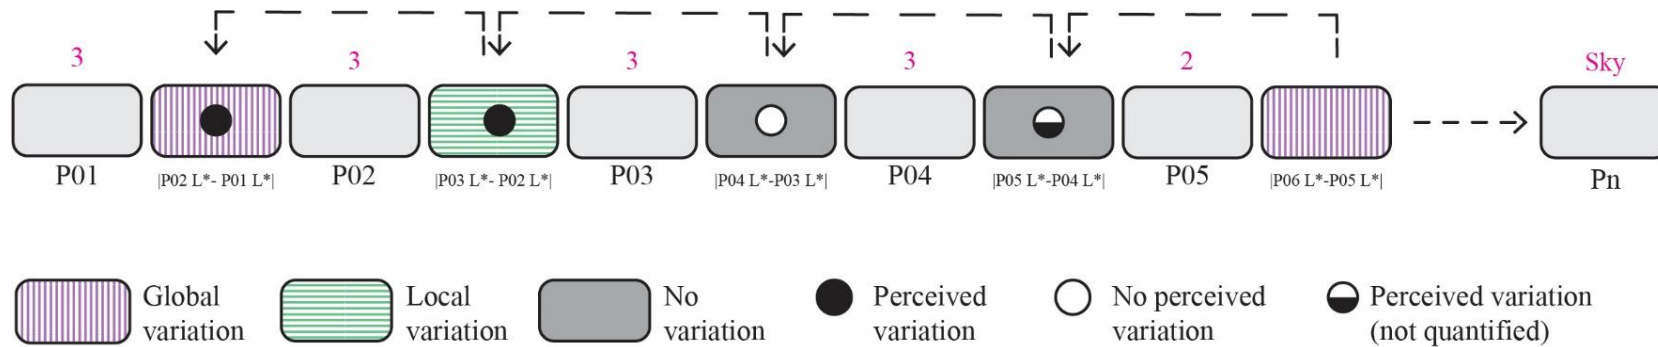 3 3 3 3 2 Sky
P01 |P02 L*- P01 L*| P02 |P03 L*- P02 L*| P03 |P04 L*-P03 L*| P04 |P05 L*-P04 L*| P05 |P06 L*-P05 L*| Pn
Global
variation
Local
variation
No
variation
Perceived
variation
No perceived
variation
Perceived variation
(not quantified)